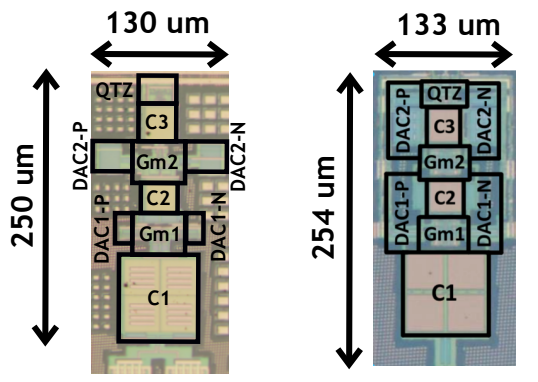 130 um
250 um
QTZ
C3
DAC2-P
DAC2-N
Gm2
C2
DAC1-P
DAC1-N
Gm1
C1
133 um
254 um
DAC2-P
QTZ
DAC2-N
C3
Gm2
DAC1-P
C2
DAC1-N
Gm1
C1